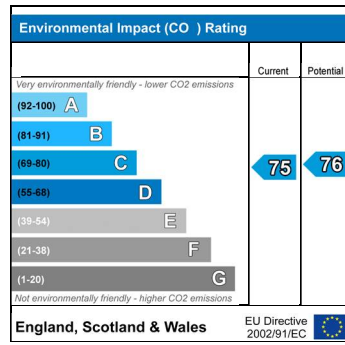 Environmental Impact (CO ) Rating
Current Potential
Very environmentally friendly - lower CO2 emissions
(92-100) A
(81-91) B
(69-80) C
75 76
(55-68) D
(39-54) E
(21-38) F
(1-20) G
Not environmentally friendly - higher CO2 emissions
England, Scotland & Wales
EU Directive
2002/91/EC